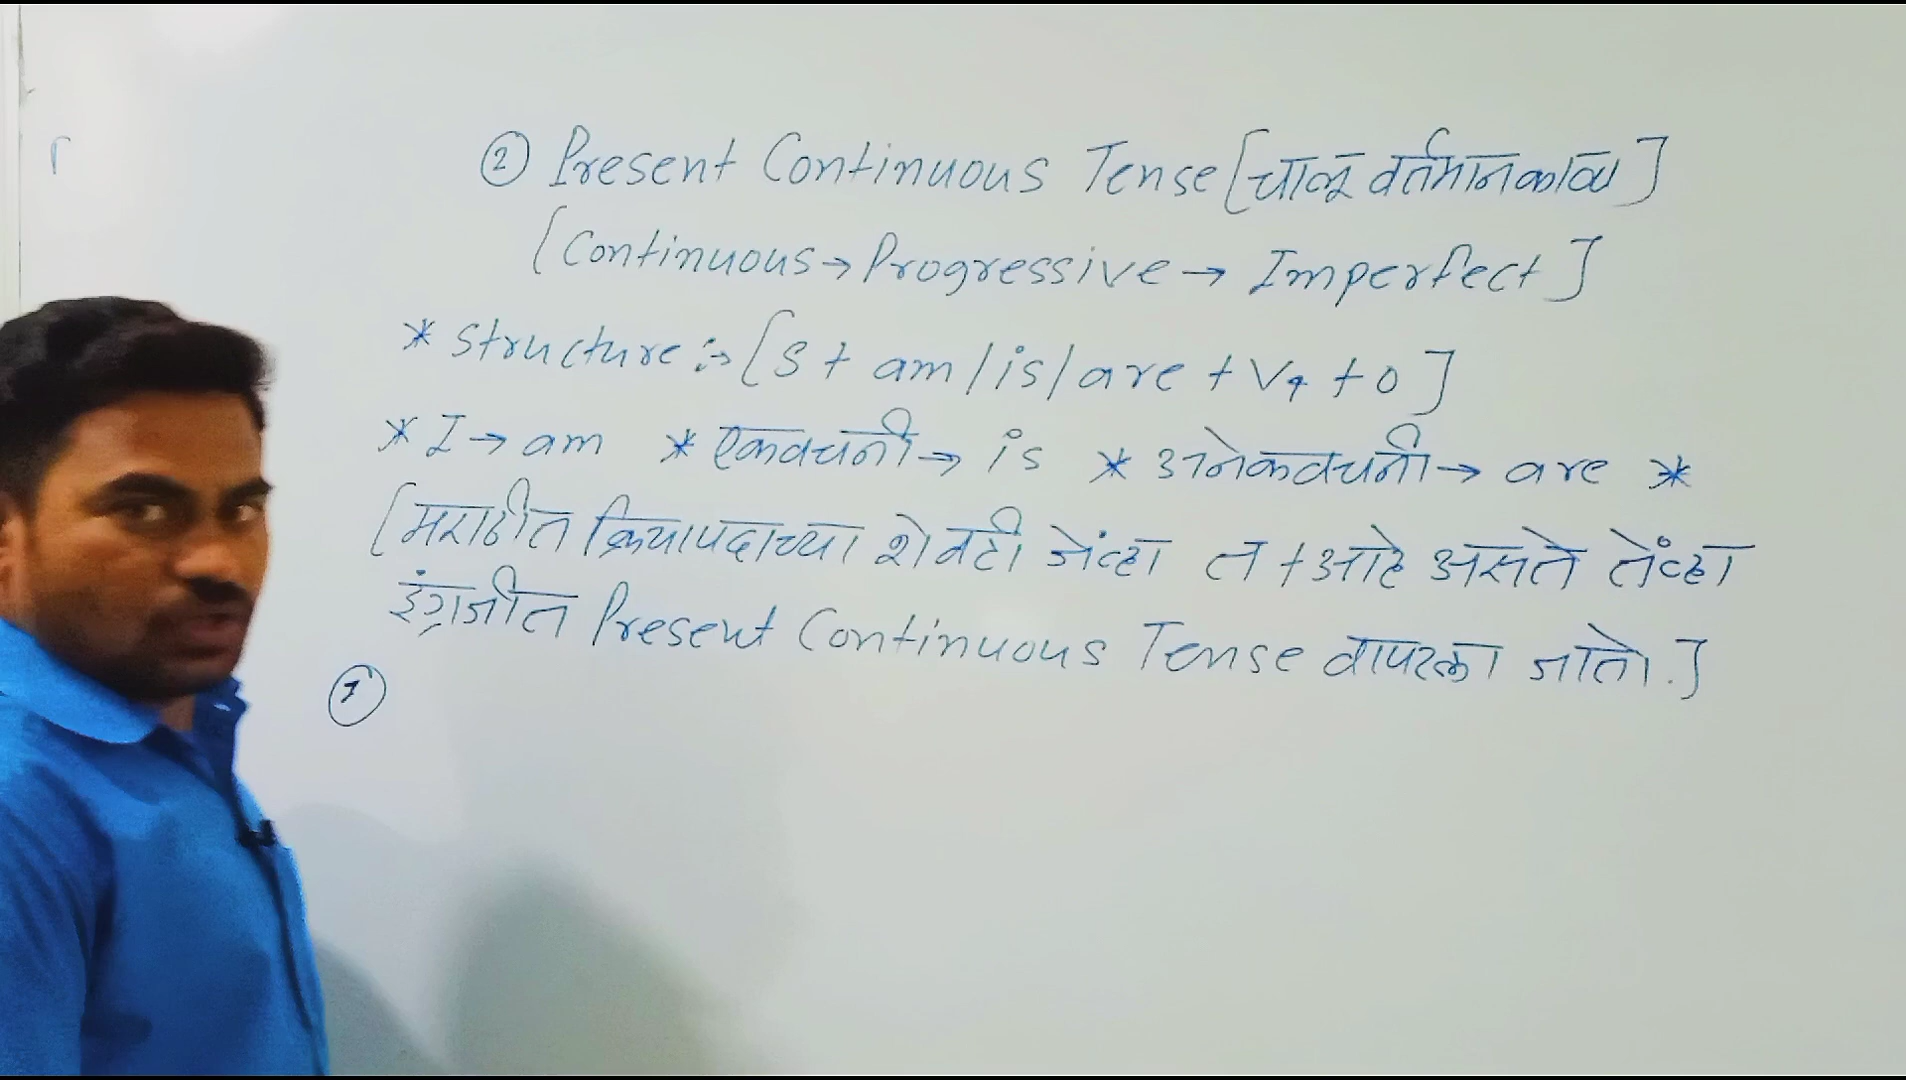 ② Present Continuous Tense [चालू वर्तमानकाळ]
[Continuous → Progressive → Imperfect]
* Structure :→ [S + am/is/are + V4 + O]
* I → am * एकवचनी → is * अनेकवचनी → are *
[मराठीत क्रियापदाच्या शेवटी जेंव्हा त + आहे असते तेंव्हा
इंग्रजीत Present Continuous Tense वापरला जातो.]
①